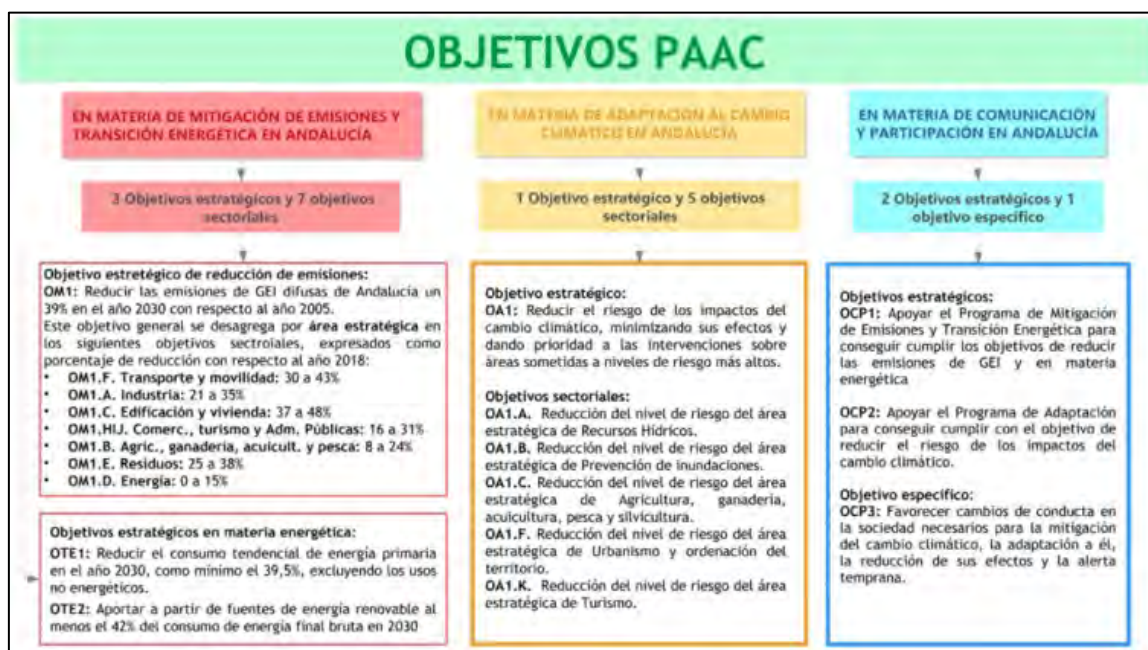 OBJETIVOS PAAC
EN MATERIA DE MITIGACIÓN DE EMISIONES Y
TRANSICIÓN ENERGÉTICA EN ANDALUCÍA
3 Objetivos estratégicos y 7 objetivos
sectoriales
Objetivo estretégico de reducción de emisiones:
OM1: Reducir las emisiones de GEI difusas de Andalucía un
39% en el año 2030 con respecto al año 2005.
Este objetivo general se desagrega por área estratégica en
los siguientes objetivos sectroiales, expresados como
porcentaje de reducción con respecto al año 2018:
• OM1.F. Transporte y movilidad: 30 a 43%
• OM1.A. Industria: 21 a 35%
• OM1.C. Edificación y vivienda: 37 a 48%
• OM1.HIJ. Comerc., turismo y Adm. Públicas: 16 a 31%
• OM1.B. Agric., ganadería, acuicult. y pesca: 8 a 24%
• OM1.E. Residuos: 25 a 38%
• OM1.D. Energía: 0 a 15%
Objetivos estratégicos en materia energética:
OTE1: Reducir el consumo tendencial de energía primaria
en el año 2030, como mínimo el 39,5%, excluyendo los usos
no energéticos.
OTE2: Aportar a partir de fuentes de energía renovable al
menos el 42% del consumo de energía final bruta en 2030
EN MATERIA DE ADAPTACIÓN AL CAMBIO
CLIMÁTICO EN ANDALUCÍA
1 Objetivo estratégico y 5 objetivos
sectoriales
Objetivo estratégico:
OA1: Reducir el riesgo de los impactos del
cambio climático, minimizando sus efectos y
dando prioridad a las intervenciones sobre
áreas sometidas a niveles de riesgo más altos.
Objetivos sectoriales:
OA1.A. Reducción del nivel de riesgo del área
estratégica de Recursos Hídricos.
OA1.B. Reducción del nivel de riesgo del área
estratégica de Prevención de inundaciones.
OA1.C. Reducción del nivel de riesgo del área
estratégica de Agricultura, ganadería,
acuicultura, pesca y silvicultura.
OA1.F. Reducción del nivel de riesgo del área
estratégica de Urbanismo y ordenación del
territorio.
OA1.K. Reducción del nivel de riesgo del área
estratégica de Turismo.
EN MATERIA DE COMUNICACIÓN
Y PARTICIPACIÓN EN ANDALUCÍA
2 Objetivos estratégicos y 1
objetivo específico
Objetivos estratégicos:
OCP1: Apoyar el Programa de Mitigación
de Emisiones y Transición Energética para
conseguir cumplir los objetivos de reducir
las emisiones de GEI y en materia
energética
OCP2: Apoyar el Programa de Adaptación
para conseguir cumplir con el objetivo de
reducir el riesgo de los impactos del
cambio climático.
Objetivo específico:
OCP3: Favorecer cambios de conducta en
la sociedad necesarios para la mitigación
del cambio climático, la adaptación a él,
la reducción de sus efectos y la alerta
temprana.